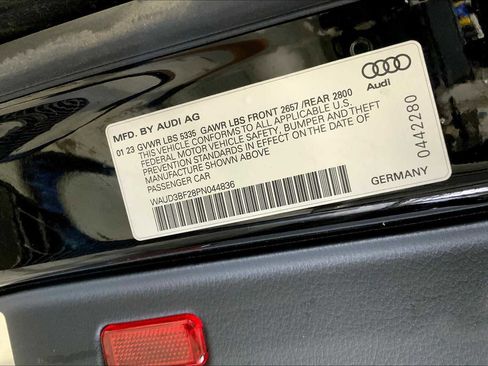 MFD. BY AUDI AG
01 23 GVWR LBS 5335 GAWR LBS FRONT 2657 /REAR 2800
THIS VEHICLE CONFORMS TO ALL APPLICABLE U.S.
FEDERAL MOTOR VEHICLE SAFETY, BUMPER AND THEFT
PREVENTION STANDARDS IN EFFECT ON THE DATE OF
MANUFACTURE SHOWN ABOVE
PASSENGER CAR
WAUD3BF28PN044836
Audi
0442280
GERMANY